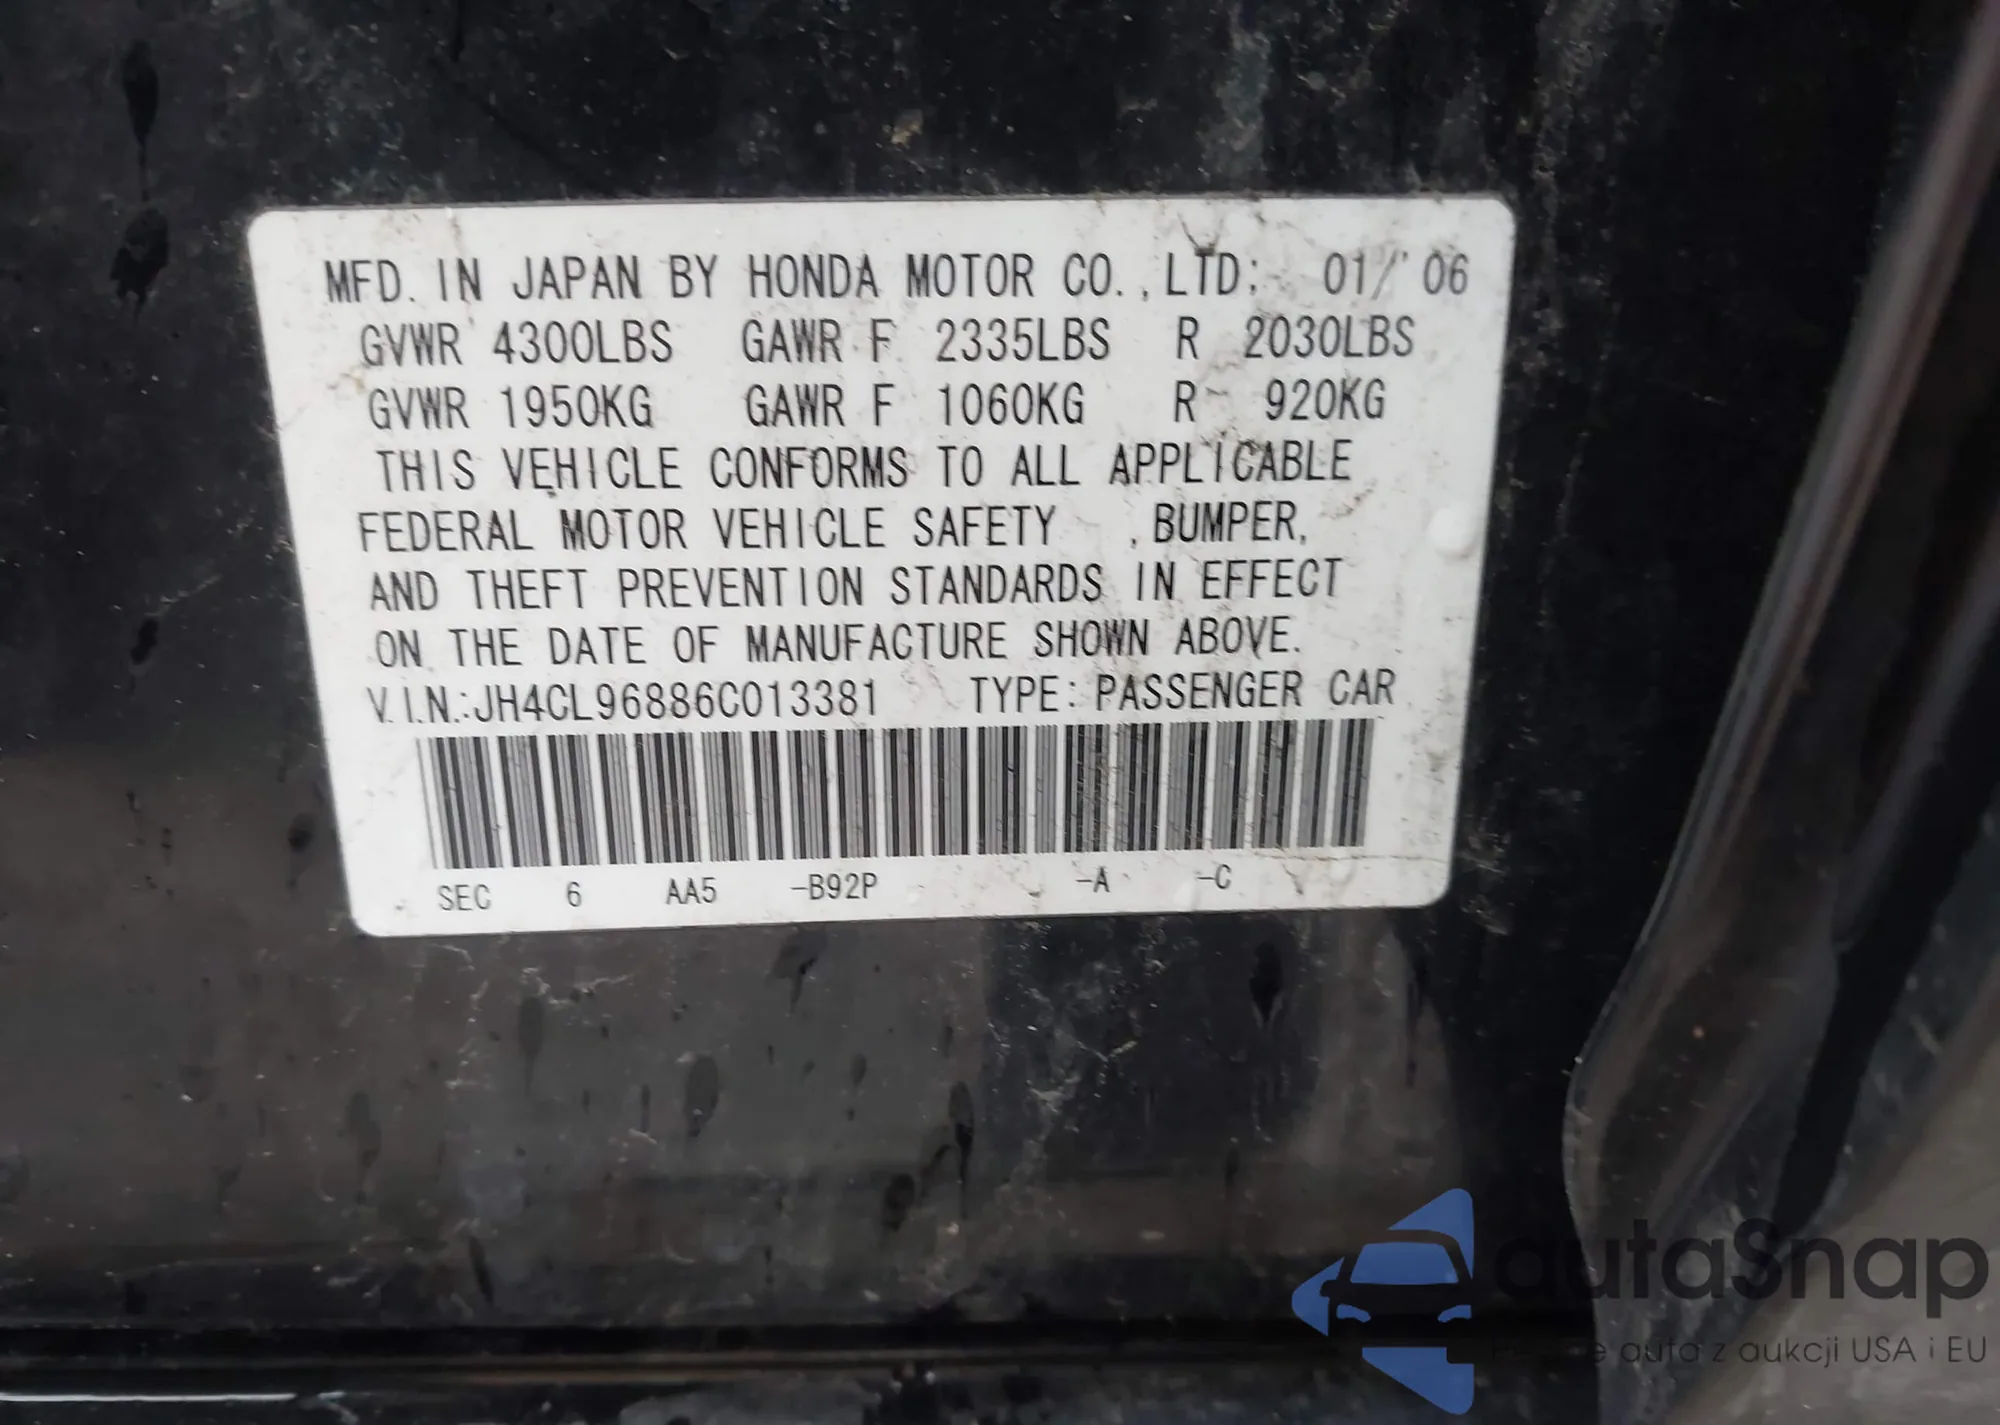 MFD. IN JAPAN BY HONDA MOTOR CO., LTD. 01/'06
GVWR 4300LBS GAWR F 2335LBS R 2030LBS
GVWR 1950KG GAWR F 1060KG R 920KG
THIS VEHICLE CONFORMS TO ALL APPLICABLE
FEDERAL MOTOR VEHICLE SAFETY , BUMPER,
AND THEFT PREVENTION STANDARDS IN EFFECT
ON THE DATE OF MANUFACTURE SHOWN ABOVE.
V.I.N.:JH4CL96886C013381 TYPE: PASSENGER CAR
SEC 6 AA5 -B92P -A -C
autaSnap
auta z aukcji USA i EU